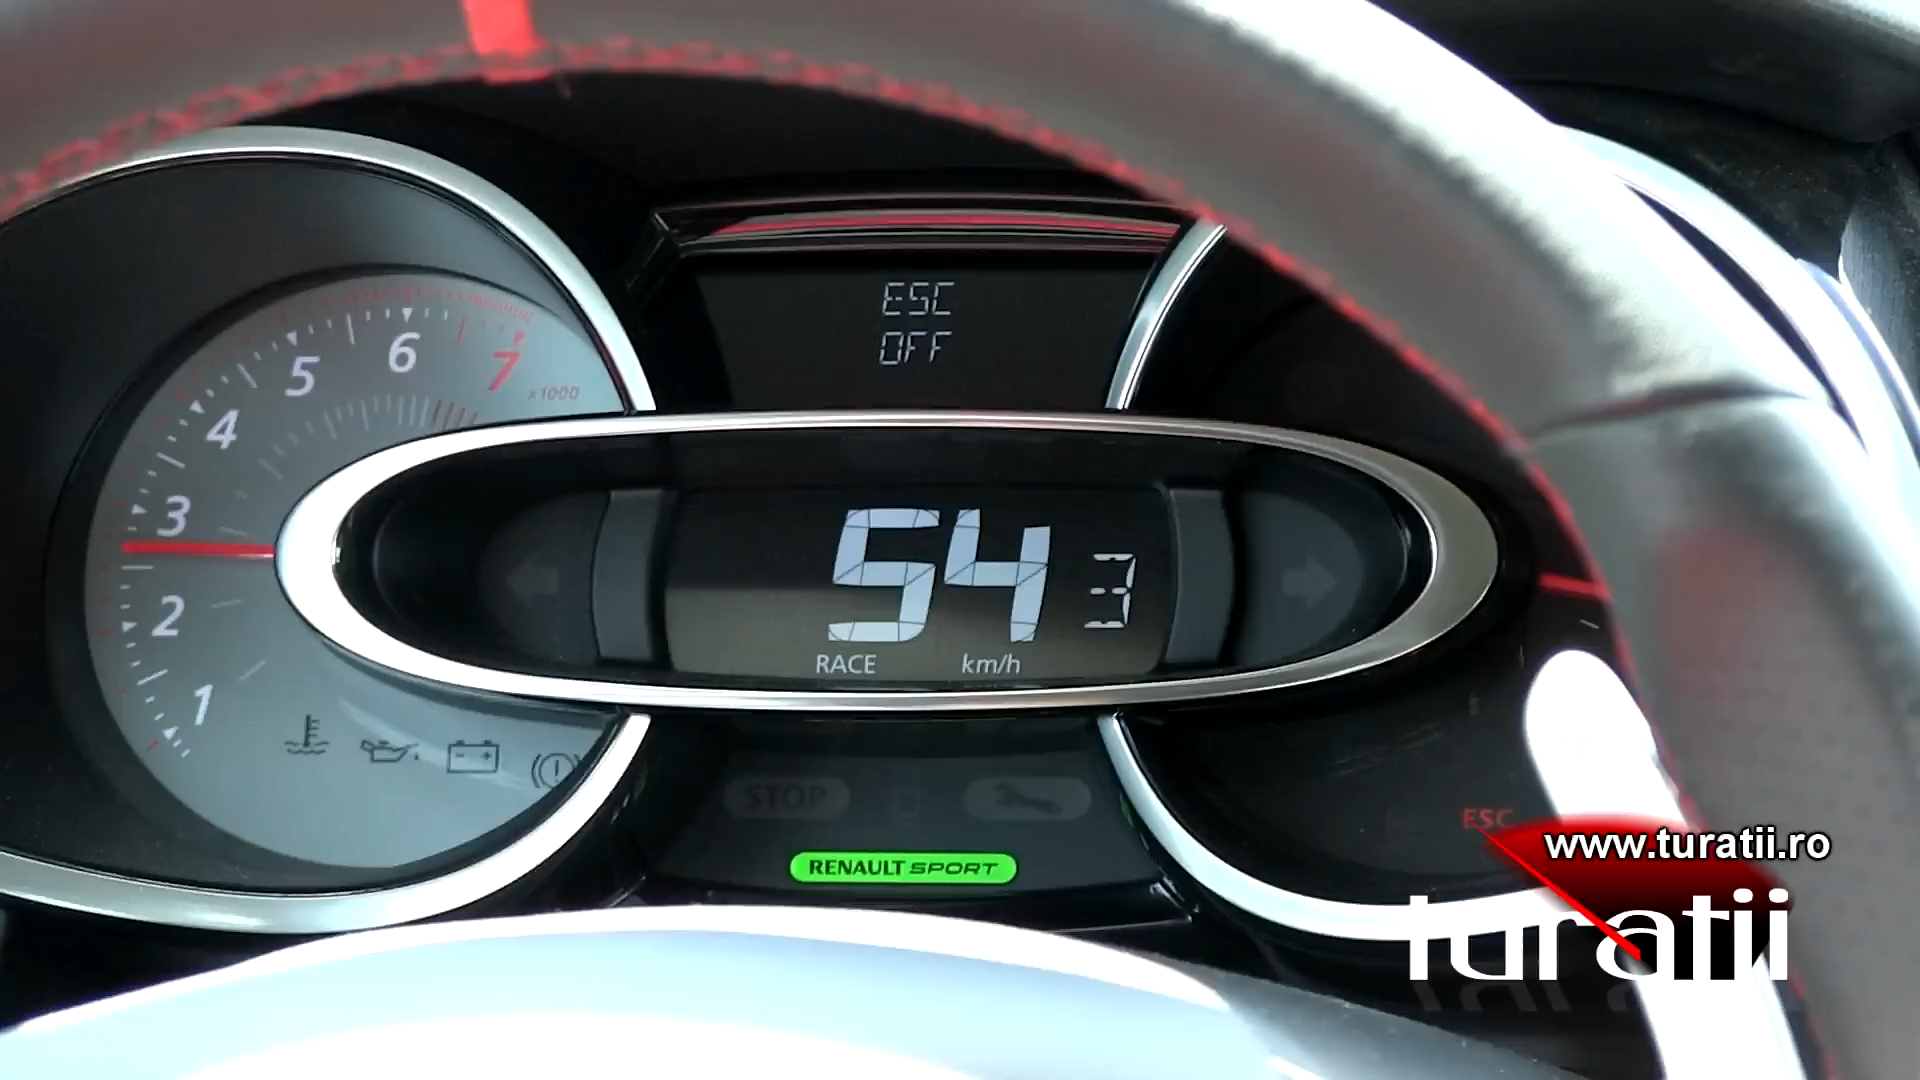 ESC
OFF
7
6
5
4
3
2
1
x1000
54 3
RACE km/h
STOP
RENAULT SPORT
ESC
www.turatii.ro
turatii